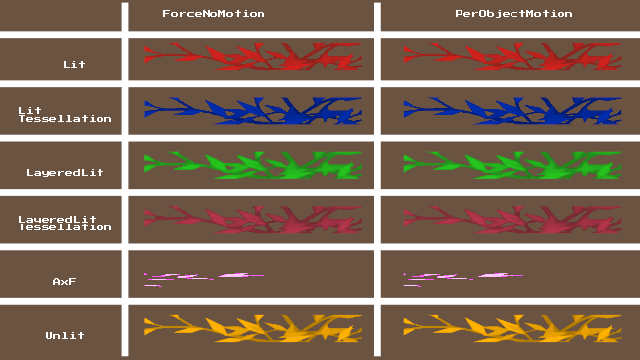 ForceNoMotion
PerObjectMotion
Lit
Lit
Tessellation
LayeredLit
LayeredLit
Tessellation
AxF
Unlit